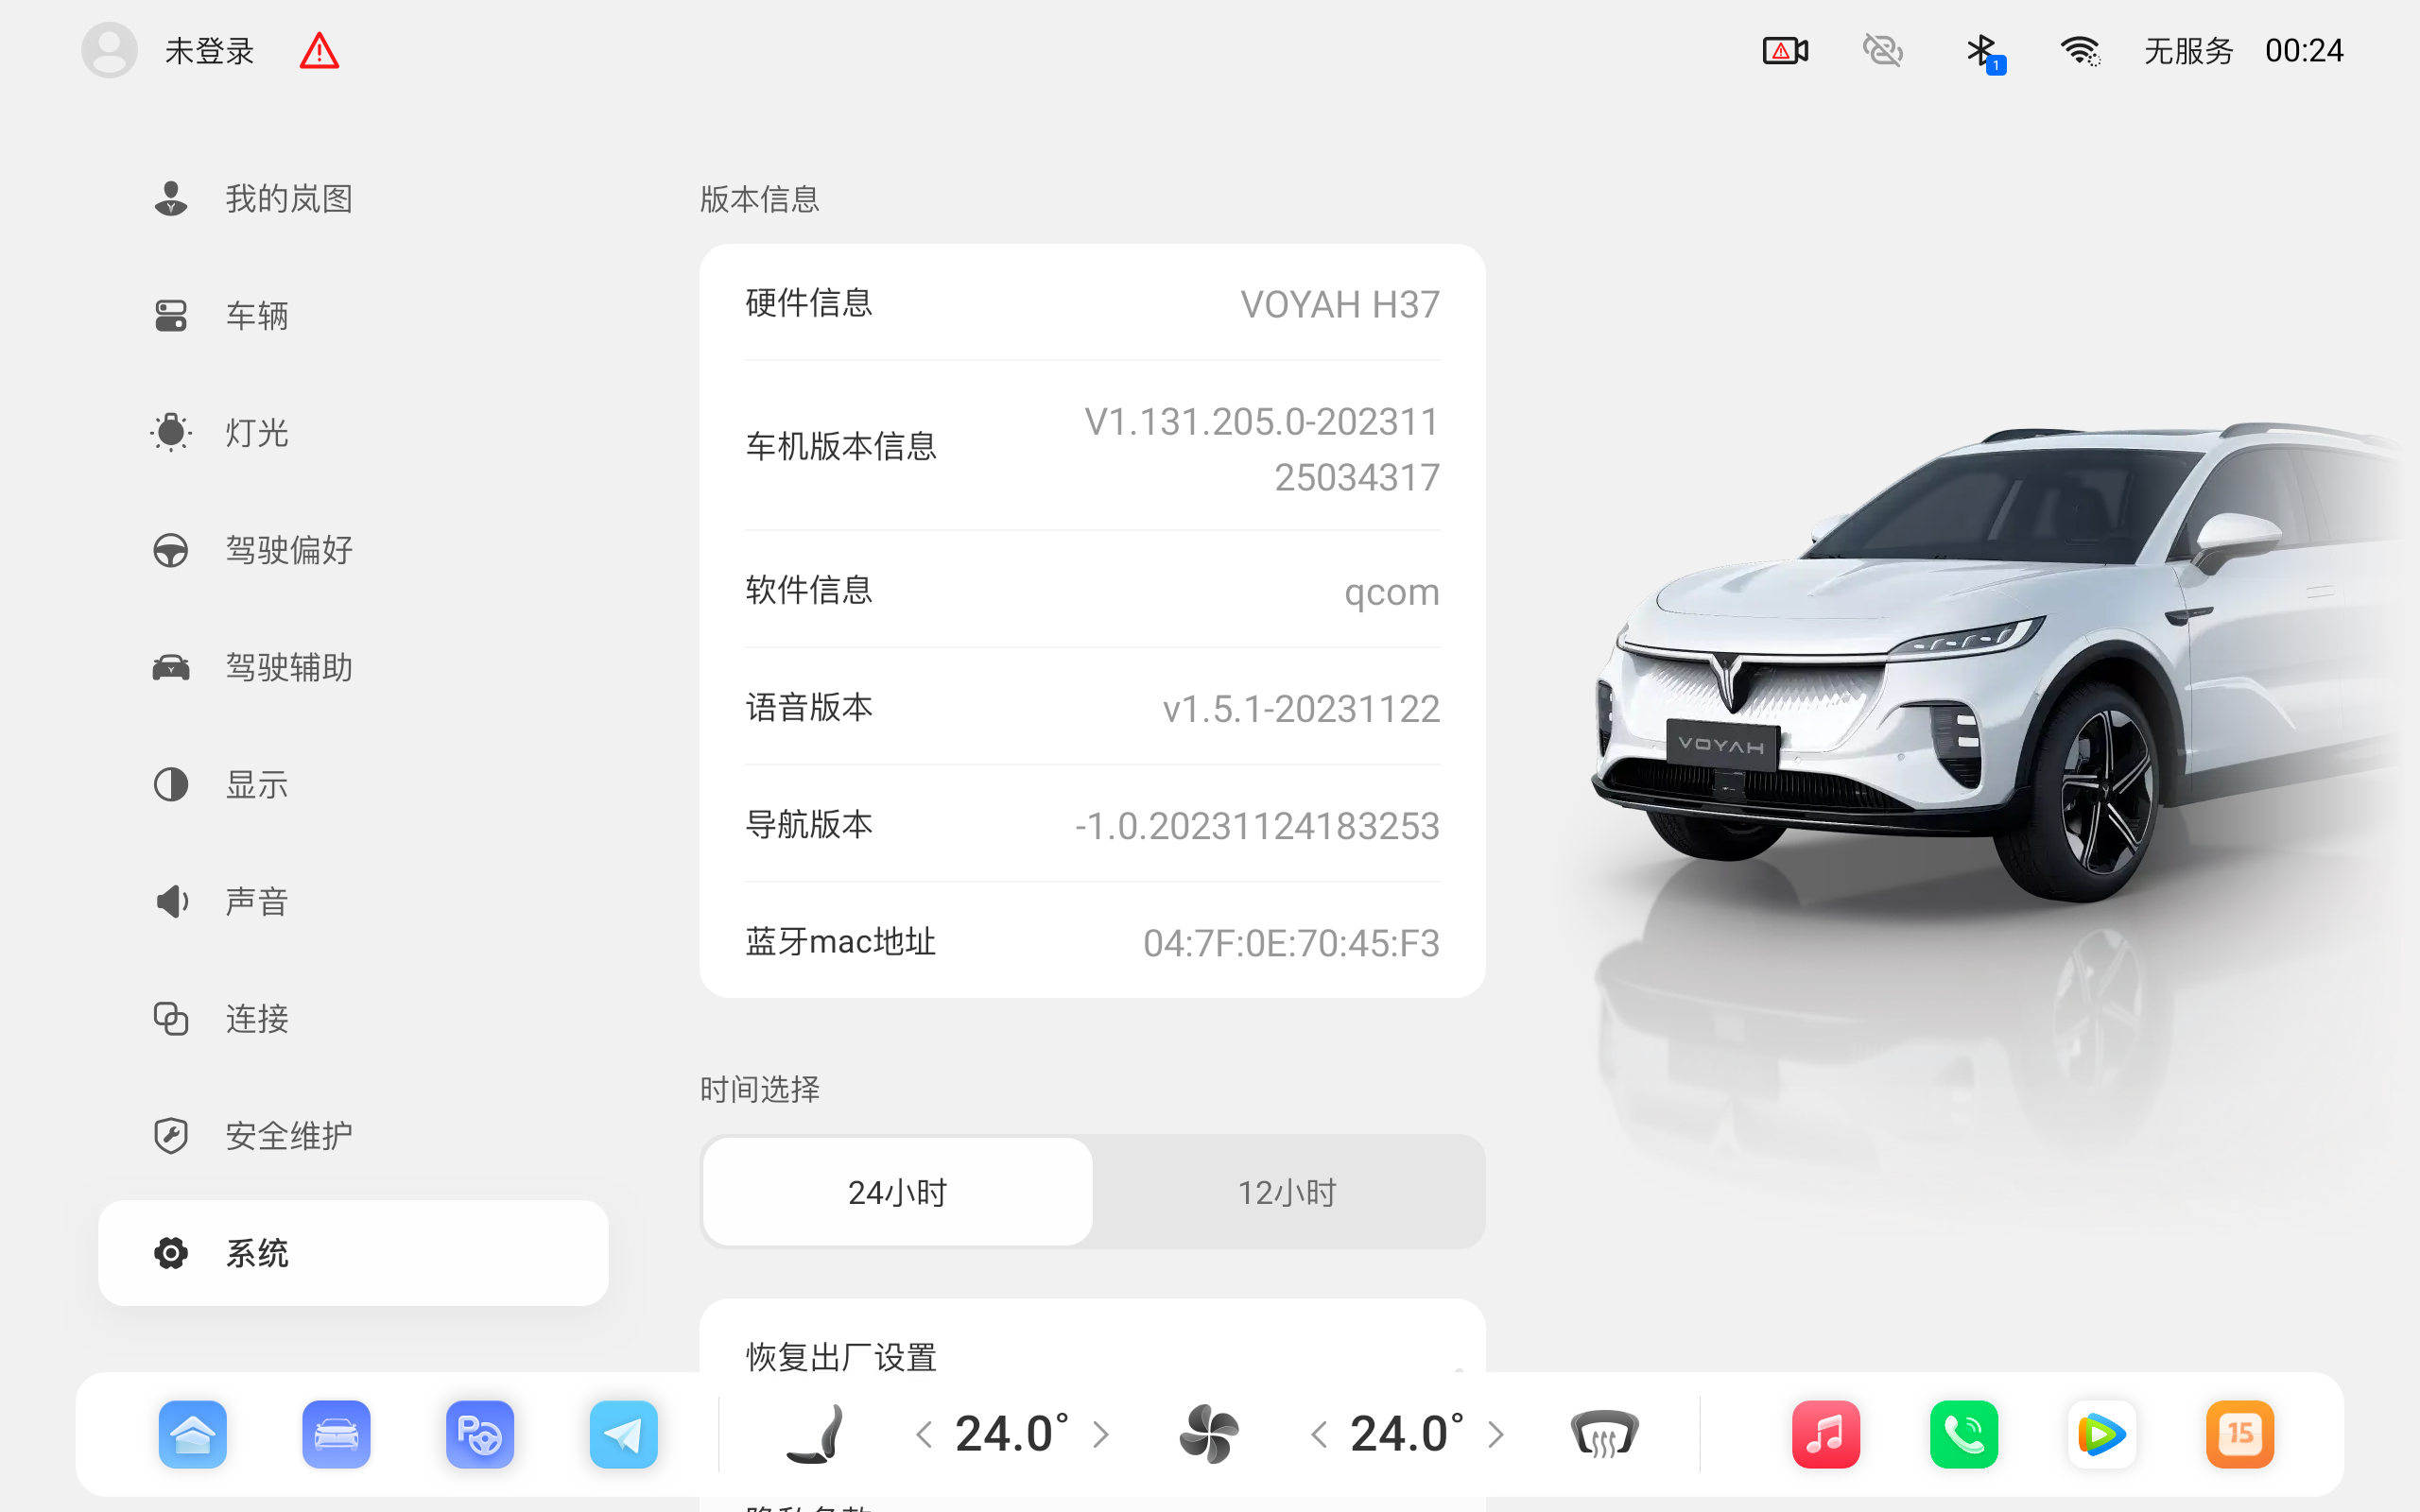 未登录
1
无服务 00:24
我的岚图
车辆
灯光
驾驶偏好
驾驶辅助
显示
声音
连接
安全维护
系统
版本信息
硬件信息 VOYAH H37
车机版本信息 V1.131.205.0-202311
25034317
软件信息 qcom
语音版本 v1.5.1-20231122
导航版本 -1.0.20231124183253
蓝牙mac地址 04:7F:0E:70:45:F3
时间选择
24小时 12小时
恢复出厂设置
VOYAH
P
24.0° 24.0°
15